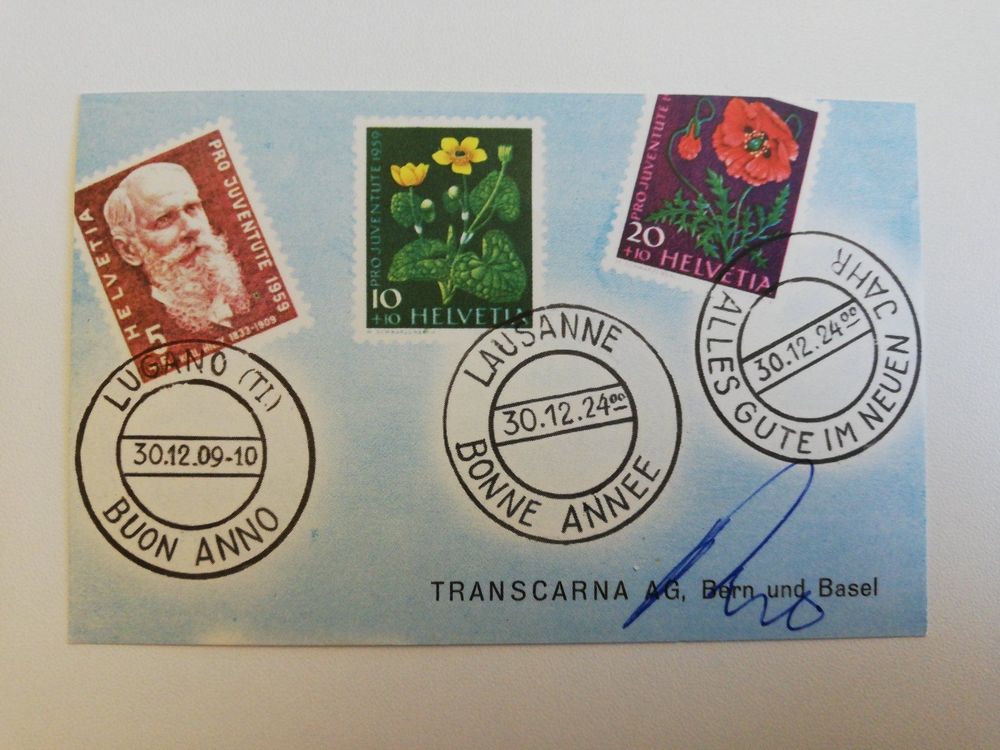 HELVETIA
PRO JUVENTUTE 1959
5
1833-1909
LUGANO (TI.)
30.12.09-10
BUON ANNO
PRO JUVENTUTE 1959
10
+10 HELVETIA
LAUSANNE
30.12.24⁰⁰
BONNE ANNEE
PRO JUVENTUTE
20
+10 HELVETIA
30.12.24⁰⁰
ALLES GUTE IM NEUEN JAHR
TRANSCARNA AG, Bern und Basel